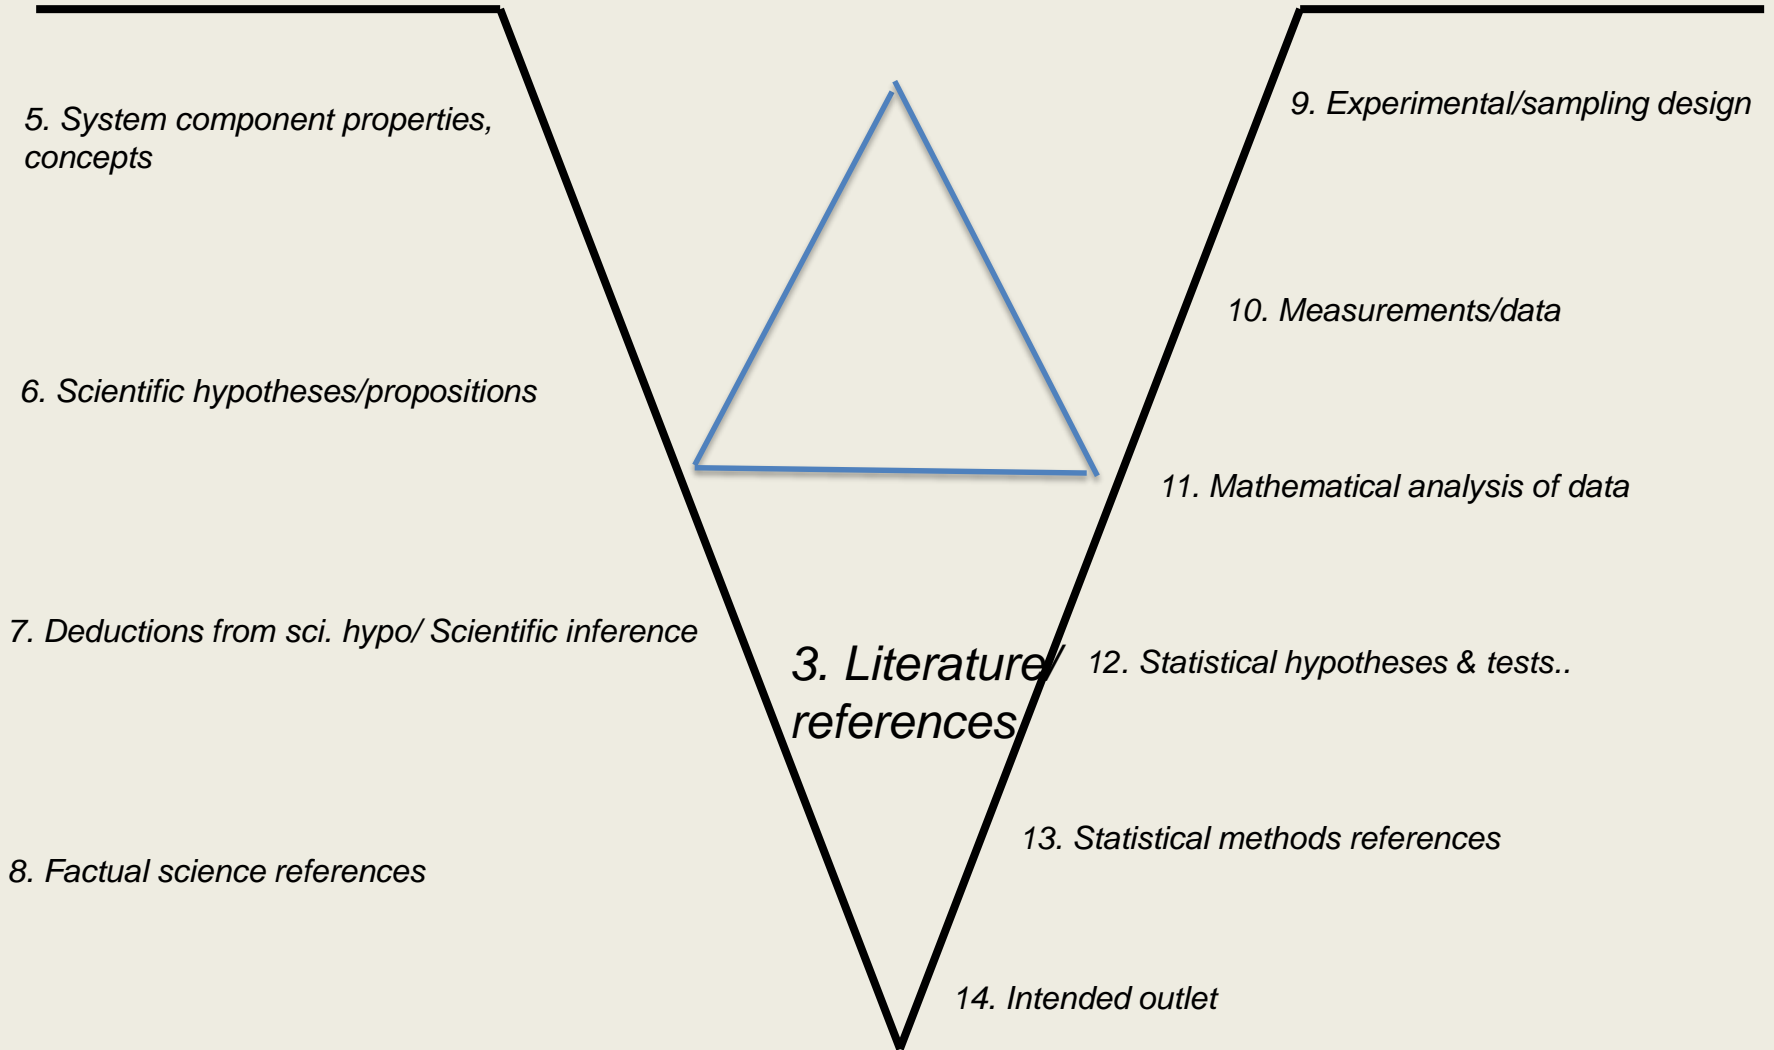 5. System component properties,
concepts
6. Scientific hypotheses/propositions
7. Deductions from sci. hypo/ Scientific inference
8. Factual science references
3. Literature/
references
9. Experimental/sampling design
10. Measurements/data
11. Mathematical analysis of data
12. Statistical hypotheses & tests..
13. Statistical methods references
14. Intended outlet